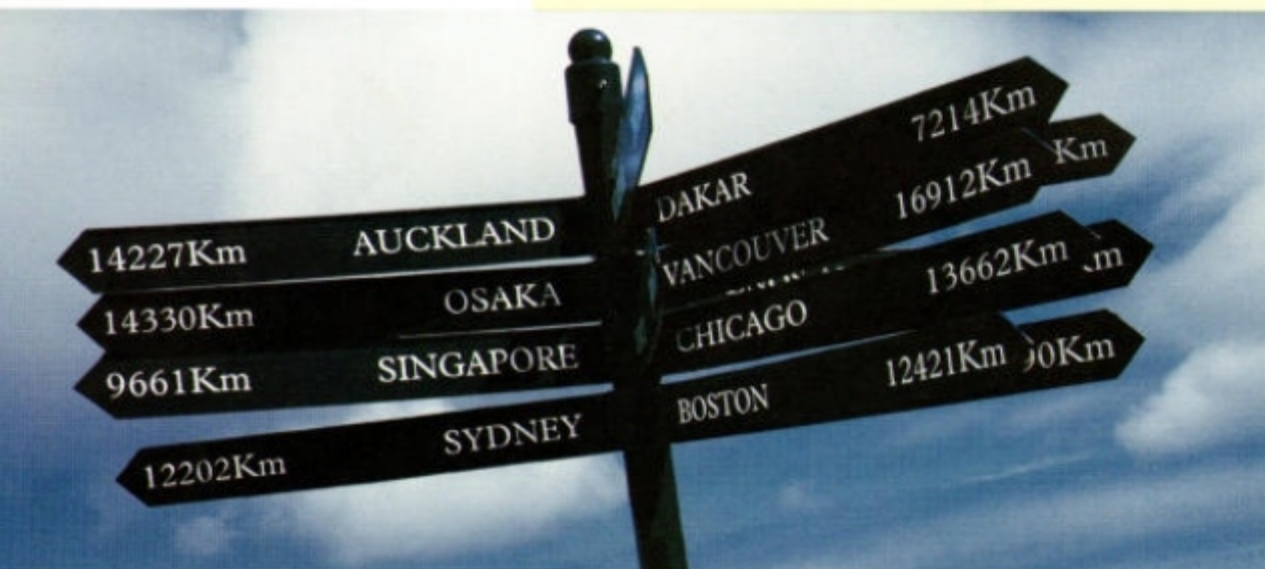 14227Km AUCKLAND
14330Km OSAKA
9661Km SINGAPORE
12202Km SYDNEY
DAKAR 7214Km
Km
VANCOUVER 16912Km
CHICAGO 13662Km
BOSTON 12421Km